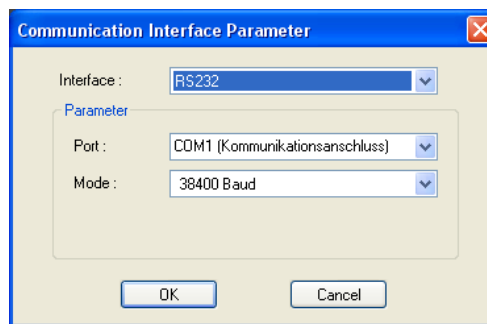 Communication Interface Parameter
Interface : RS232
Parameter
Port : COM1 (Kommunikationsanschluss)
Mode : 38400 Baud
OK Cancel